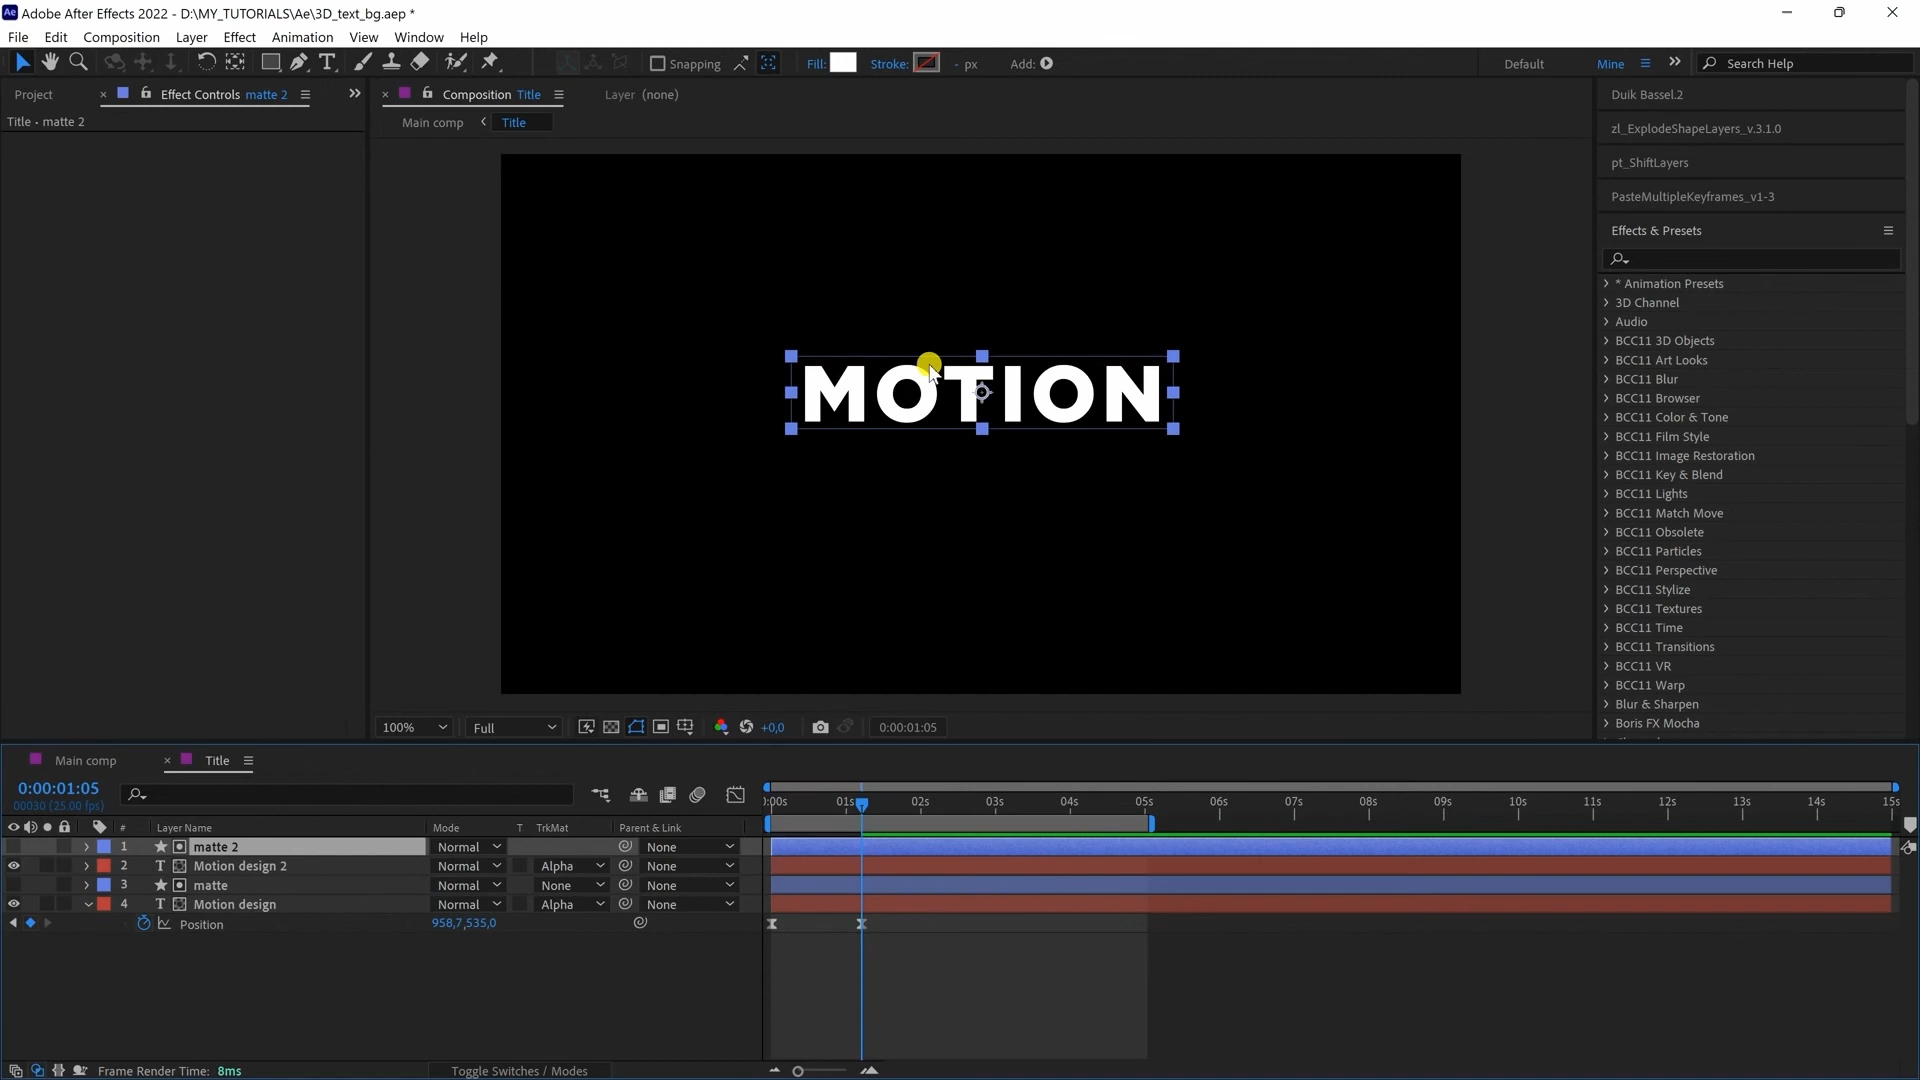 Ae Adobe After Effects 2022 - D:\MY_TUTORIALS\Ae\3D_text_bg.aep *
File Edit Composition Layer Effect Animation View Window Help
Snapping Fill: Stroke: - px Add: Default Mine Search Help
Project Effect Controls matte 2 Composition Title Layer (none)
Title • matte 2
Main comp Title
MOTION
Duik Bassel.2
zl_ExplodeShapeLayers_v.3.1.0
pt_ShiftLayers
PasteMultipleKeyframes_v1-3
Effects & Presets
* Animation Presets
3D Channel
Audio
BCC11 3D Objects
BCC11 Art Looks
BCC11 Blur
BCC11 Browser
BCC11 Color & Tone
BCC11 Film Style
BCC11 Image Restoration
BCC11 Key & Blend
BCC11 Lights
BCC11 Match Move
BCC11 Obsolete
BCC11 Particles
BCC11 Perspective
BCC11 Stylize
BCC11 Textures
BCC11 Time
BCC11 Transitions
BCC11 VR
BCC11 Warp
Blur & Sharpen
Boris FX Mocha
100% Full +0,0 0:00:01:05
Main comp Title
0:00:01:05
00030 (25.00 fps)
):00s 01s 02s 03s 04s 05s 06s 07s 08s 09s 10s 11s 12s 13s 14s 15s
# Layer Name Mode T TrkMat Parent & Link
1 matte 2 Normal None
2 T Motion design 2 Normal Alpha None
3 matte Normal None None
4 T Motion design Normal Alpha None
Position 958,7,535,0
Frame Render Time: 8ms Toggle Switches / Modes